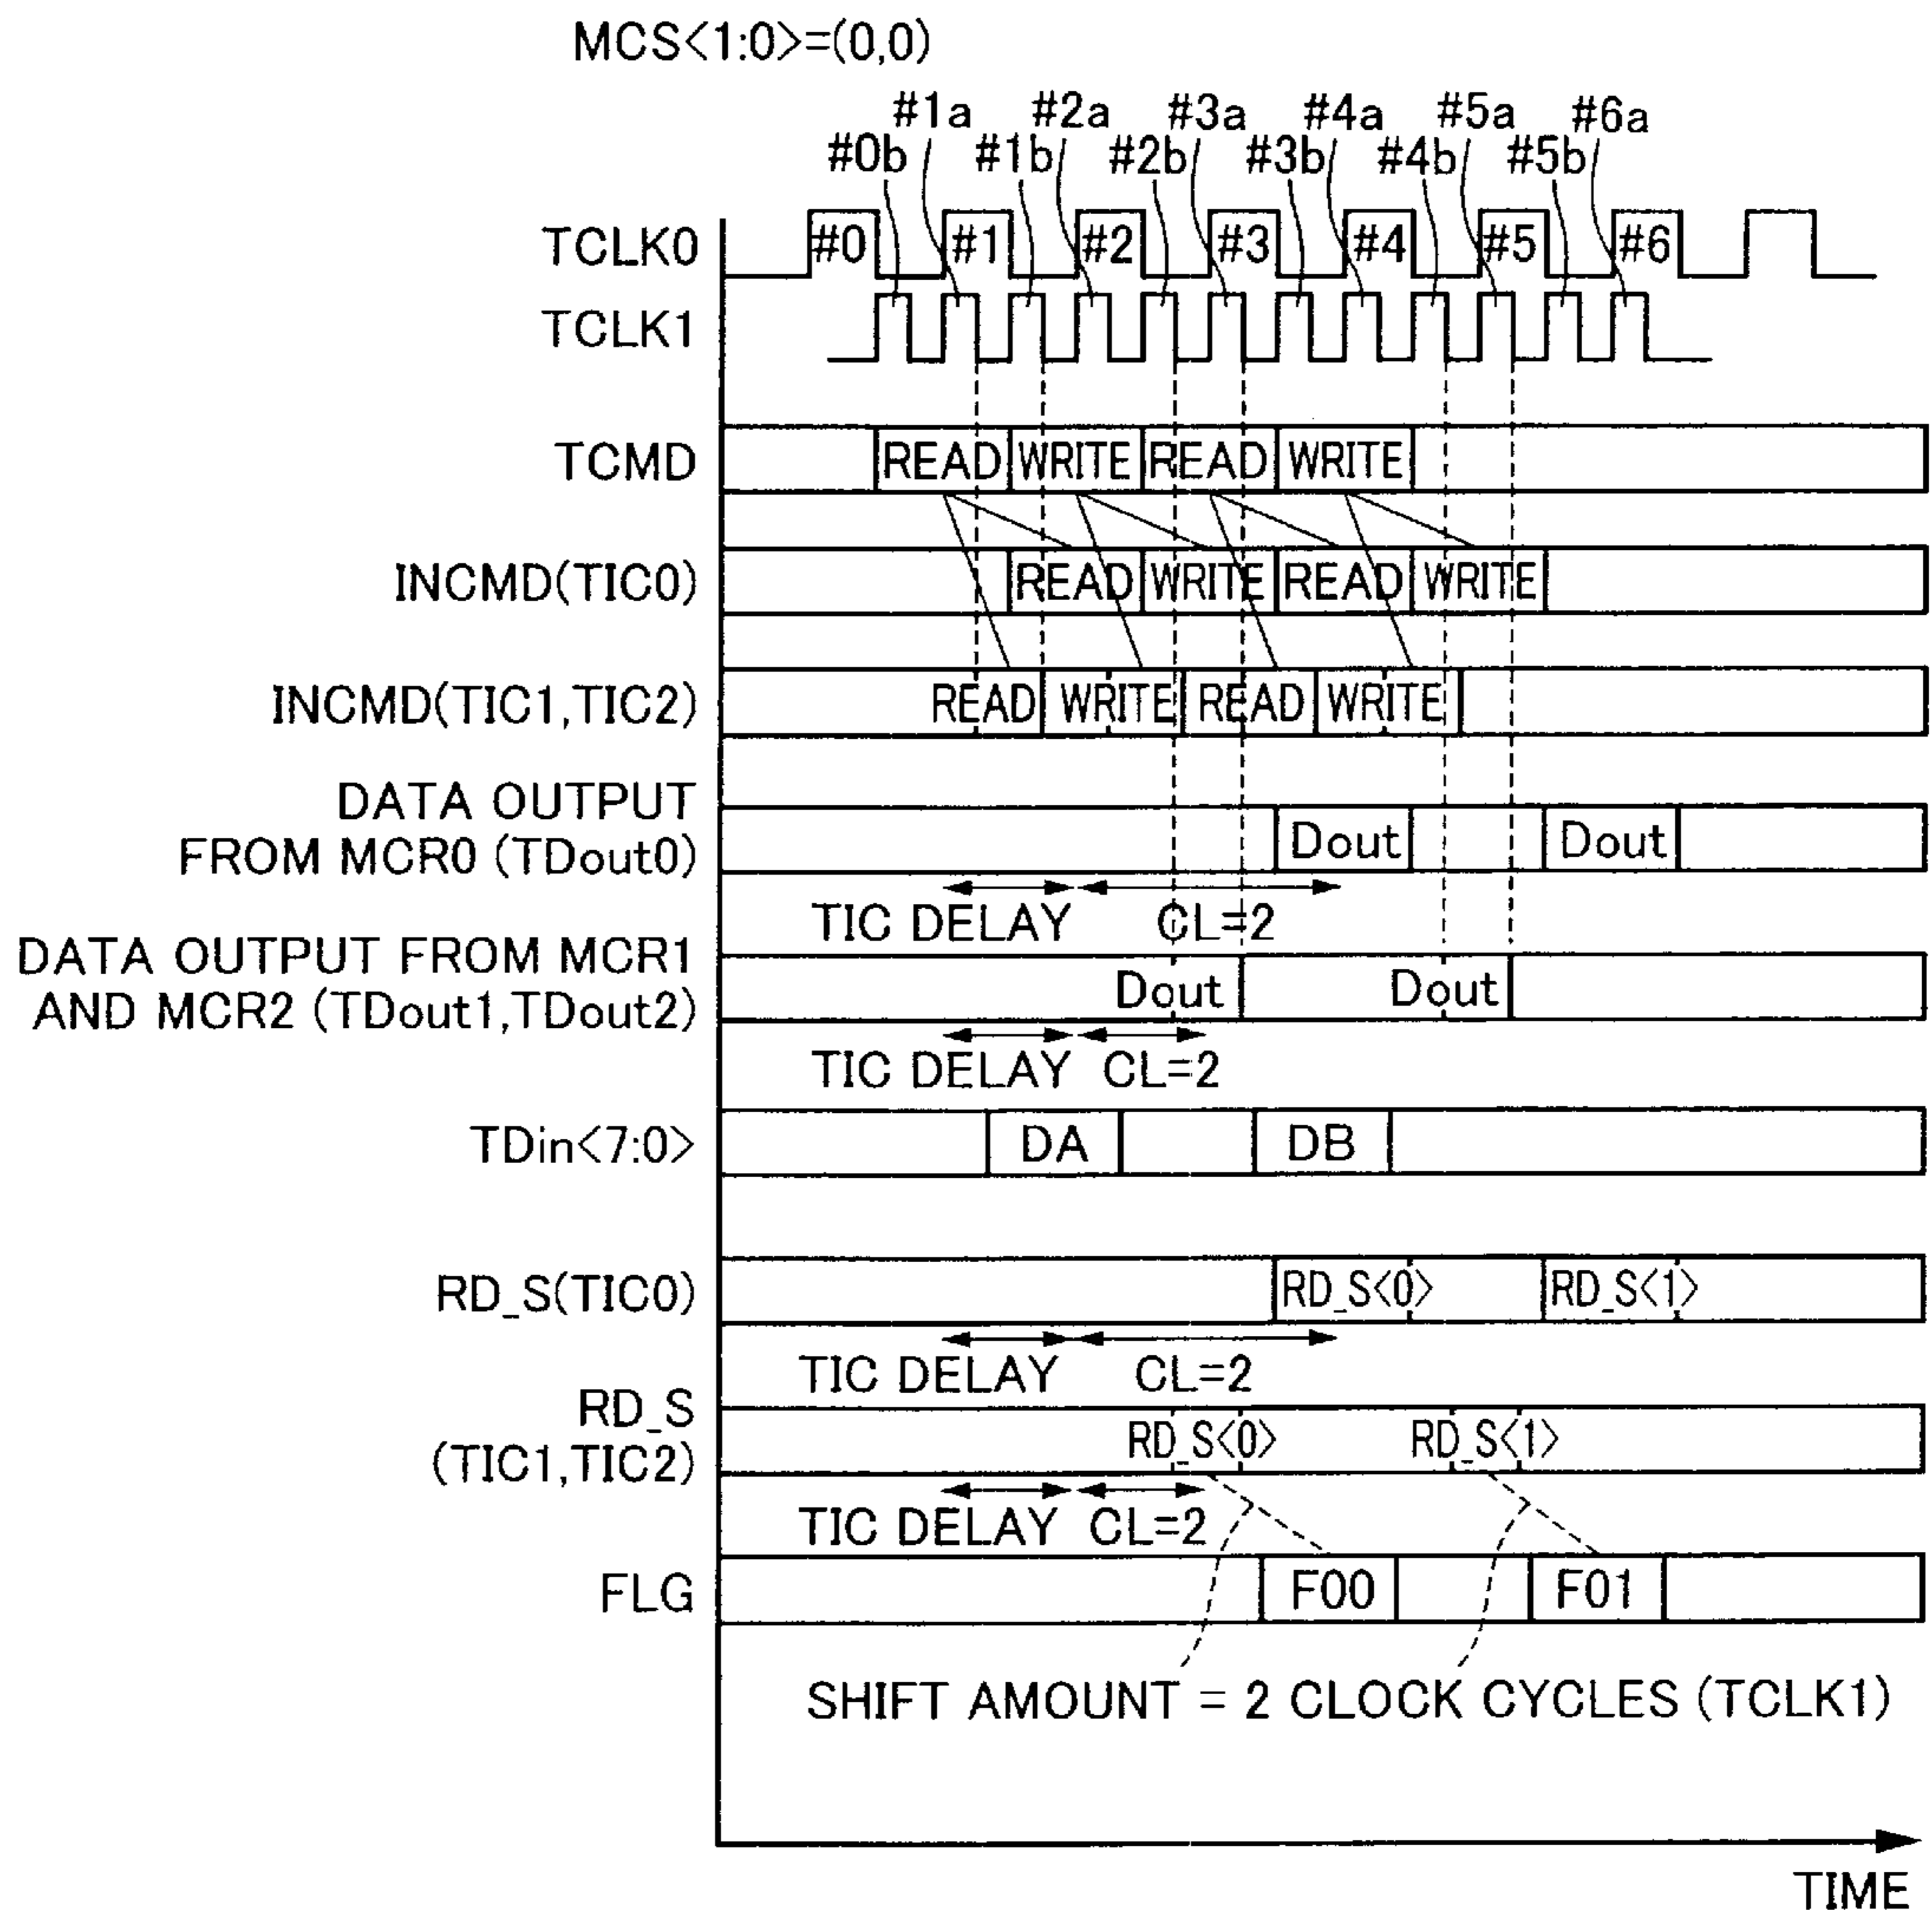 MCS<1:0>=(0,0)
#1a #2a #3a #4a #5a #6a
#0b #1b #2b #3b #4b #5b
TCLK0 #0 #1 #2 #3 #4 #5 #6
TCLK1
TCMD READ WRITE READ WRITE
INCMD(TIC0) READ WRITE READ WRITE
INCMD(TIC1,TIC2) READ WRITE READ WRITE
DATA OUTPUT
FROM MCR0 (TDout0) Dout Dout
TIC DELAY CL=2
DATA OUTPUT FROM MCR1
AND MCR2 (TDout1,TDout2) Dout Dout
TIC DELAY CL=2
TDin<7:0> DA DB
RD_S(TIC0) RD_S<0> RD_S<1>
TIC DELAY CL=2
RD_S
(TIC1,TIC2) RD_S<0> RD_S<1>
TIC DELAY CL=2
FLG F00 F01
SHIFT AMOUNT = 2 CLOCK CYCLES (TCLK1)
TIME